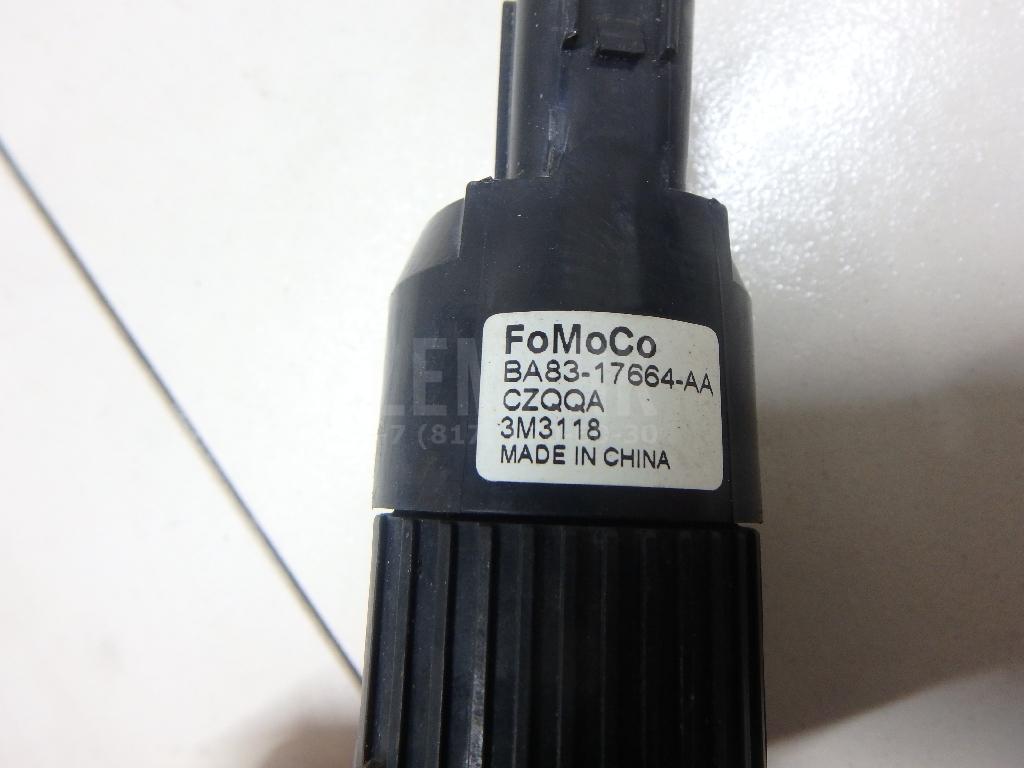 FoMoCo
BA83-17664-AA
CZQQA
3M3118
MADE IN CHINA